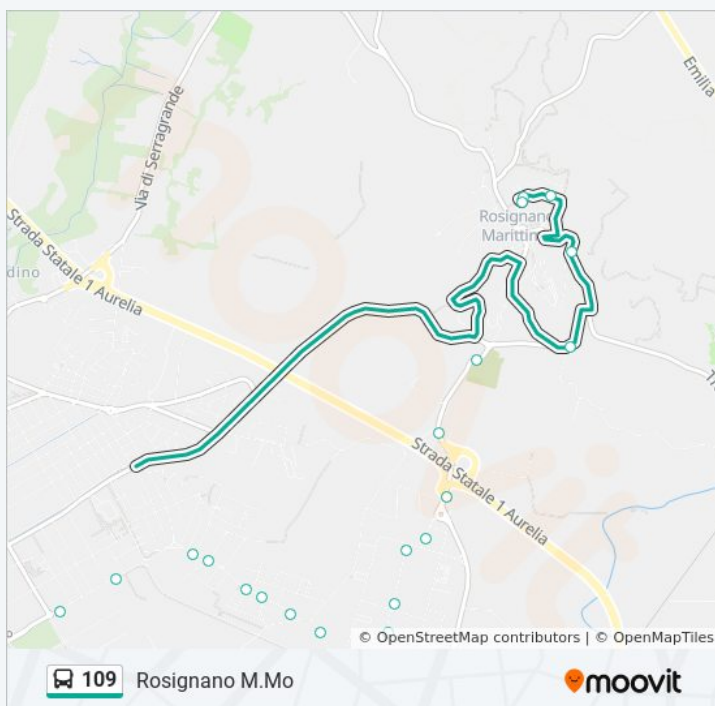 Emilia
Via di Serragrande
Rosignano
Marittim
Strada Statale 1 Aurelia
dino
Strada Statale 1 Aurelia
© OpenStreetMap contributors | © OpenMapTiles
109 Rosignano M.Mo
moovit